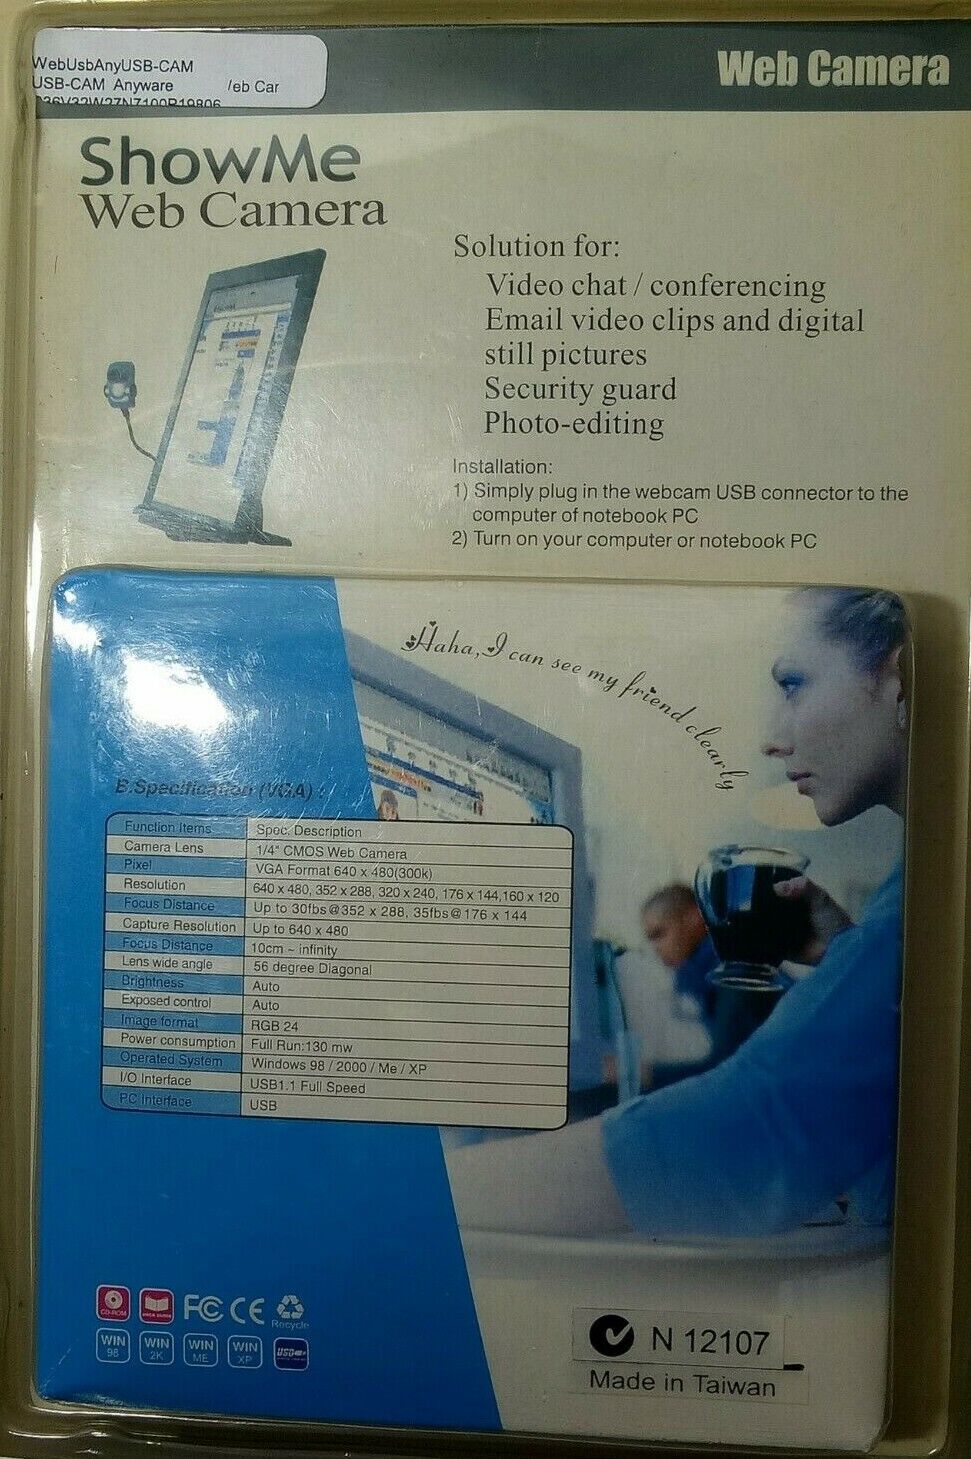 WebUsbAnyUSB-CAM
USB-CAM Anyware /eb Car
Web Camera
ShowMe
Web Camera
Solution for:
Video chat / conferencing
Email video clips and digital
still pictures
Security guard
Photo-editing
Installation:
1) Simply plug in the webcam USB connector to the
computer of notebook PC
2) Turn on your computer or notebook PC
Haha, I can see my friend clearly
B.Specification (VGA) :
Function Items Spec. Description
Camera Lens 1/4" CMOS Web Camera
Pixel VGA Format 640 x 480(300k)
Resolution 640 x 480, 352 x 288, 320 x 240, 176 x 144,160 x 120
Focus Distance Up to 30fbs@352 x 288, 35fbs@176 x 144
Capture Resolution Up to 640 x 480
Focus Distance 10cm ~ infinity
Lens wide angle 56 degree Diagonal
Brightness Auto
Exposed control Auto
Image format RGB 24
Power consumption Full Run:130 mw
Operated System Windows 98 / 2000 / Me / XP
I/O Interface USB1.1 Full Speed
PC Interface USB
CD-ROM FC CE Recycle
WIN 98 WIN 2K WIN ME WIN XP USB
N 12107
Made in Taiwan